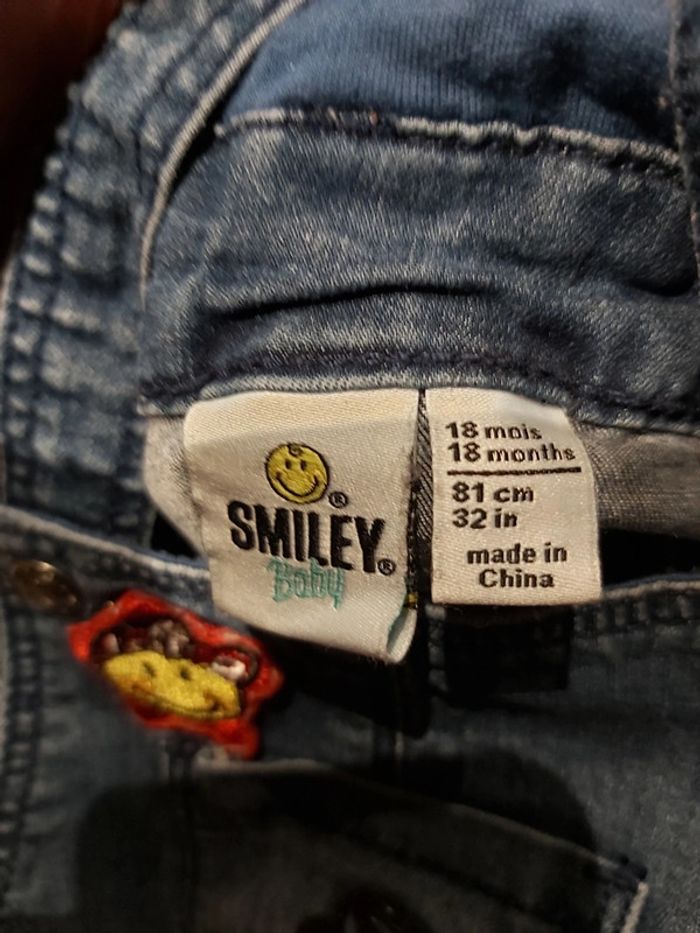 SMILEY®
Baby
18 mois
18 months
81 cm
32 in
made in
China